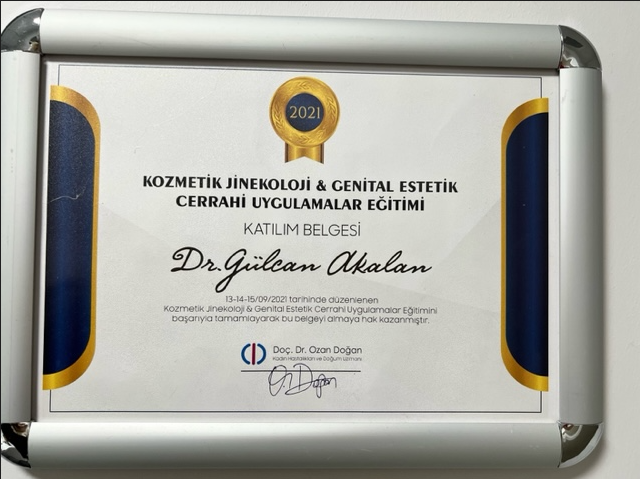 2021
KOZMETİK JİNEKOLOJİ & GENİTAL ESTETİK
CERRAHİ UYGULAMALAR EĞİTİMİ
KATILIM BELGESİ
Dr. Gülcan Akalan
13-14-15/09/2021 tarihinde düzenlenen
Kozmetik Jinekoloji & Genital Estetik Cerrahi Uygulamalar Eğitimini
başarıyla tamamlayarak bu belgeyi almaya hak kazanmıştır.
Doç. Dr. Ozan Doğan
Kadın Hastalıkları ve Doğum Uzmanı
O. Doğan